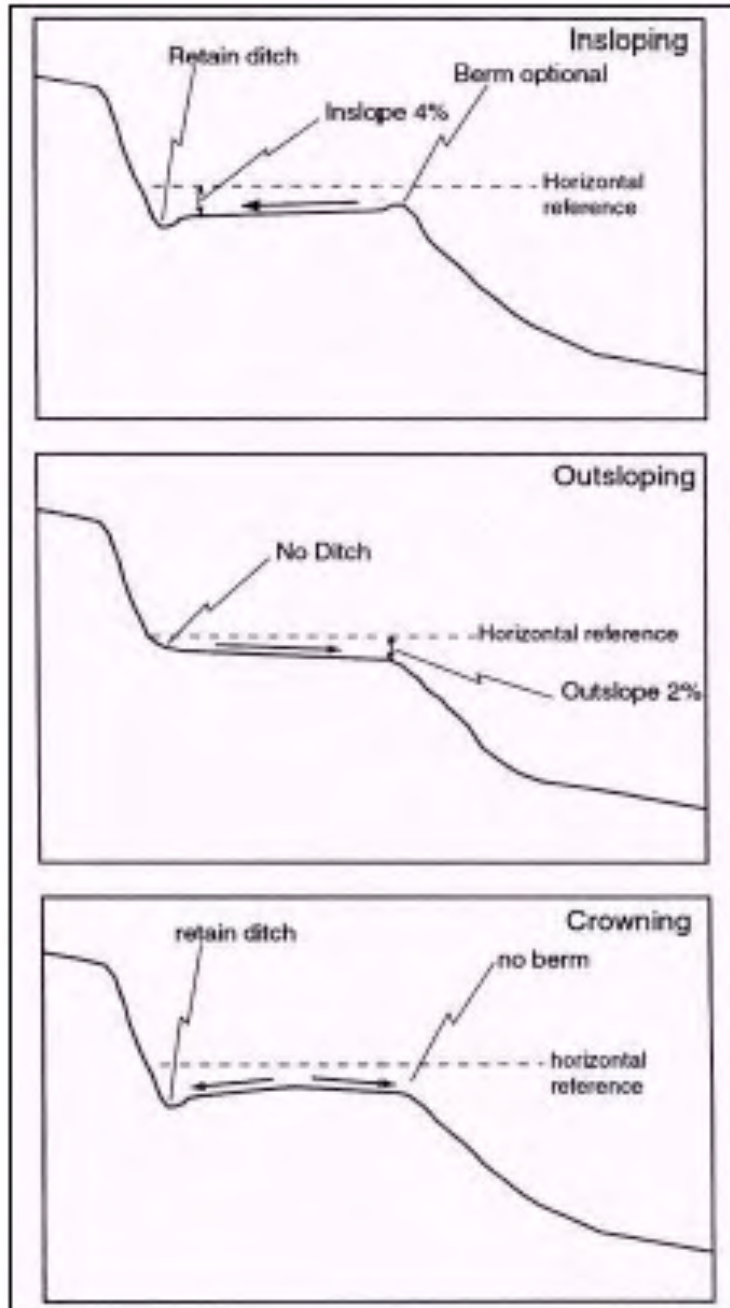 Insloping
Retain ditch
Berm optional
Inslope 4%
Horizontal
reference
Outsloping
No Ditch
Horizontal reference
Outslope 2%
Crowning
retain ditch
no berm
horizontal
reference